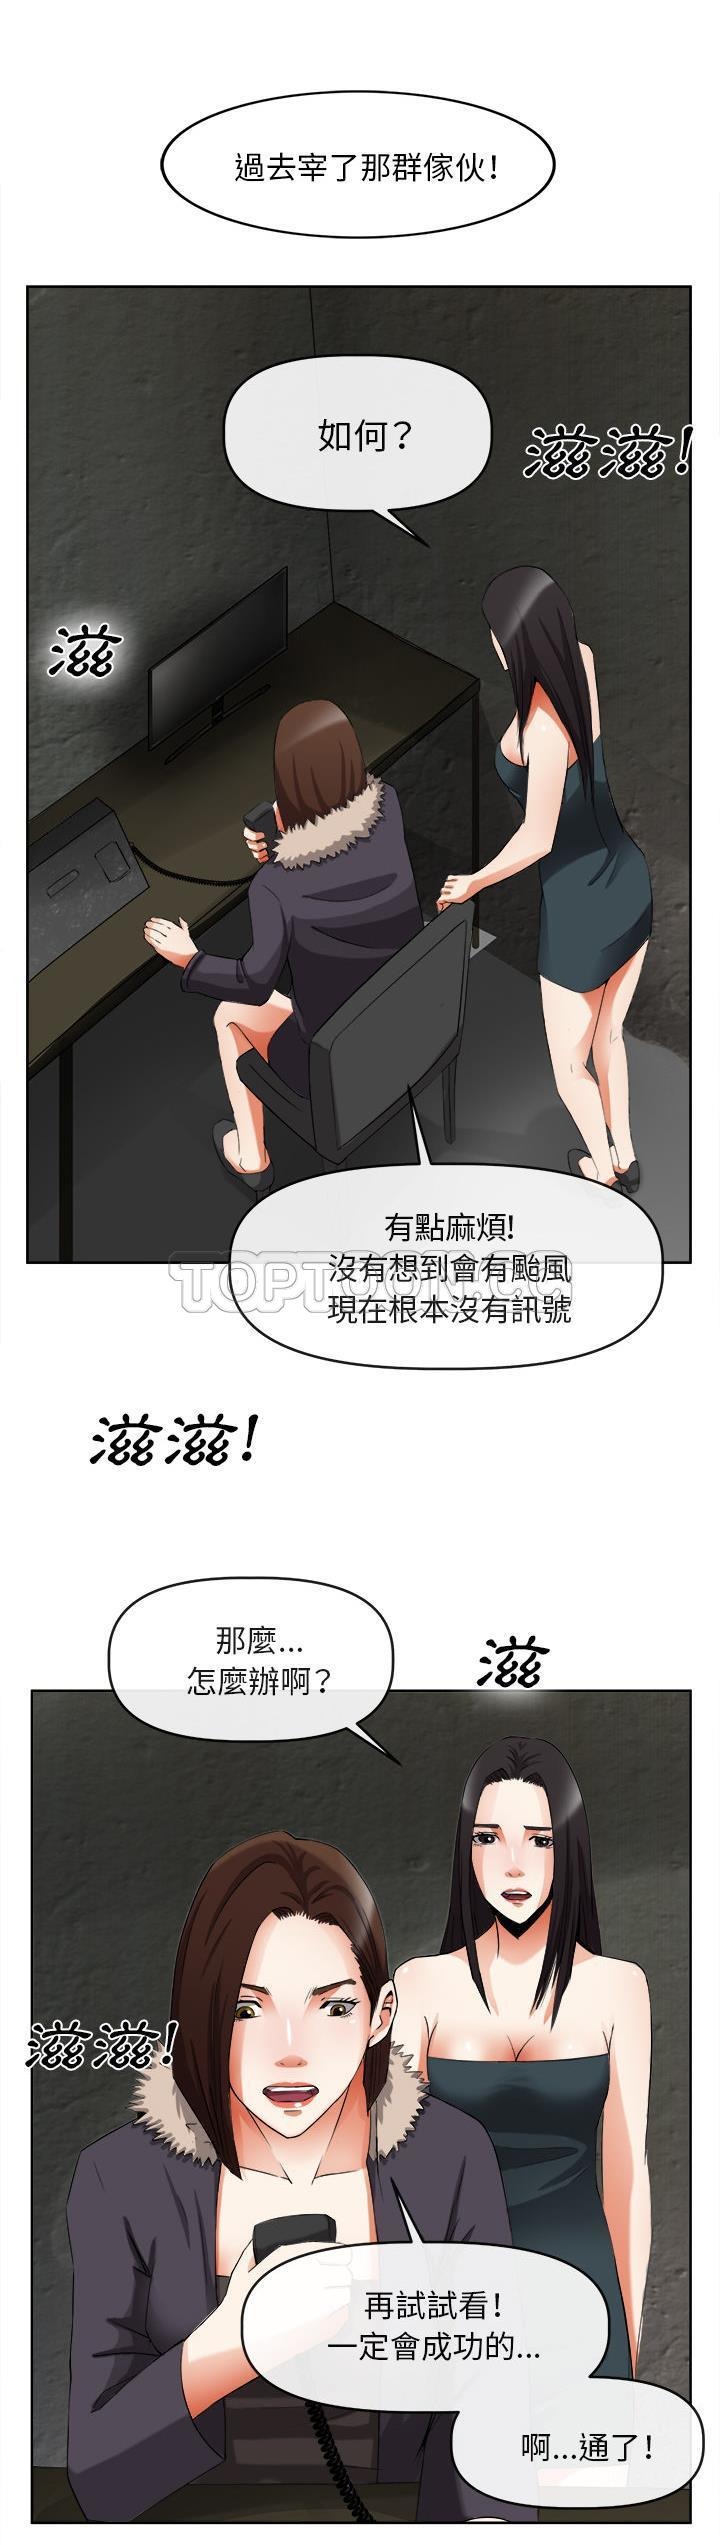 過去宰了那群傢伙!
如何?
滋滋!
滋
有點麻煩!
沒有想到會有颱風
現在根本沒有訊號
TOPTOON.CC
滋滋!
那麼...
怎麼辦啊?
滋
滋滋!
再試試看!
一定會成功的...
啊...通了!